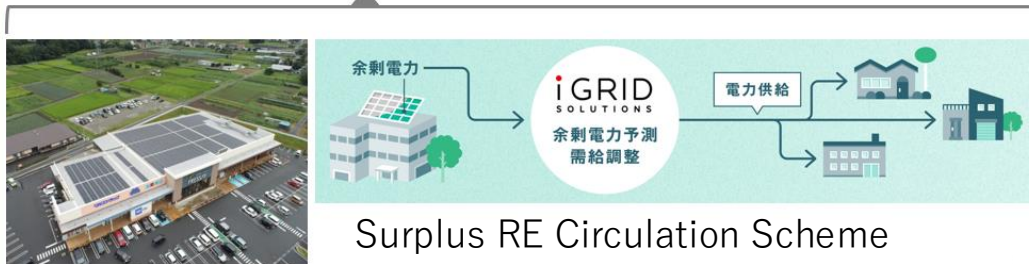 余剰電力
iGRID
SOLUTIONS
余剰電力予測
需給調整
電力供給
Surplus RE Circulation Scheme